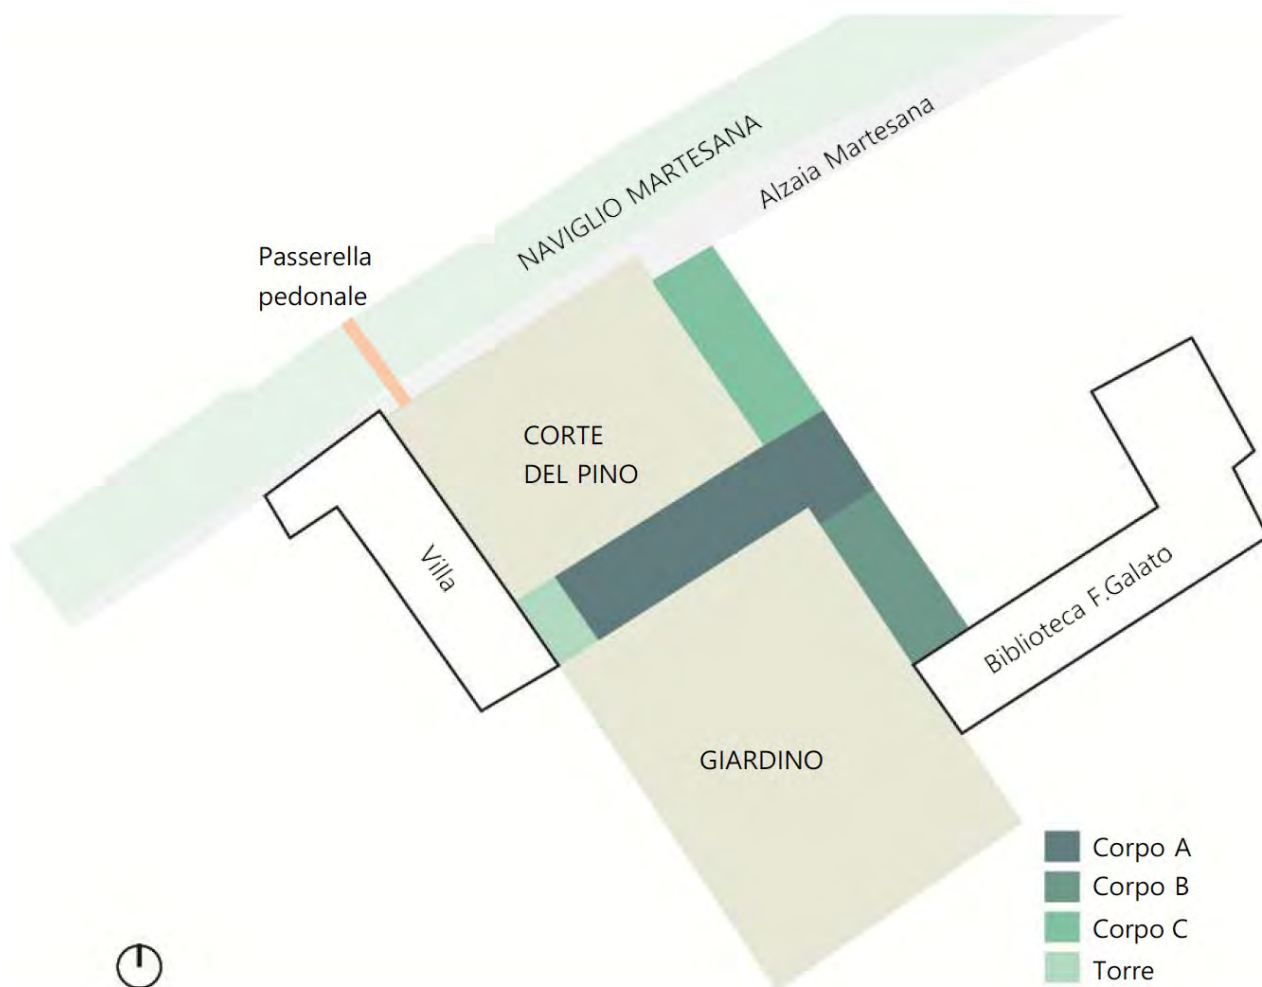 NAVIGLIO MARTESANA
Alzaia Martesana
Passerella
pedonale
CORTE
DEL PINO
Villa
Biblioteca F.Galato
GIARDINO
Corpo A
Corpo B
Corpo C
Torre